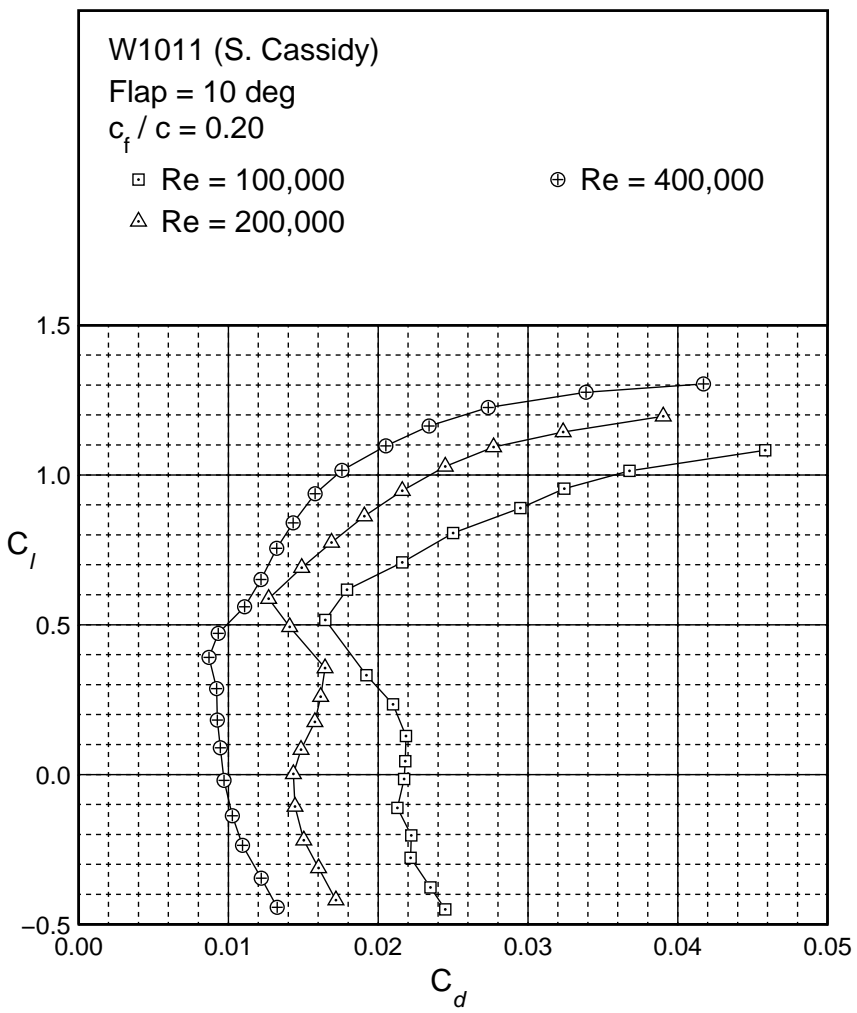 W1011 (S. Cassidy)
Flap = 10 deg
c_f / c = 0.20
Re = 100,000
Re = 400,000
Re = 200,000
1.5
1.0
C_l
0.5
0.0
−0.5
0.00 0.01 0.02 0.03 0.04 0.05
C_d